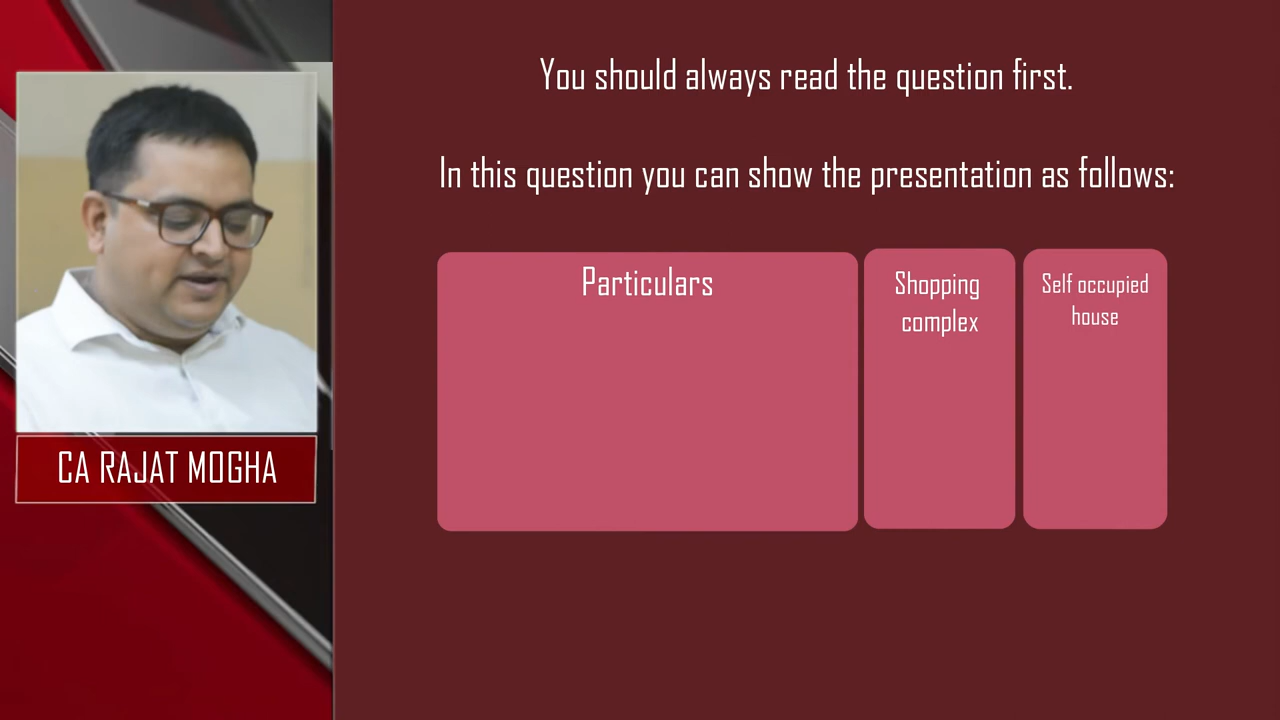 You should always read the question first.
In this question you can show the presentation as follows:
Particulars
Shopping
complex
Self occupied
house
CA RAJAT MOGHA